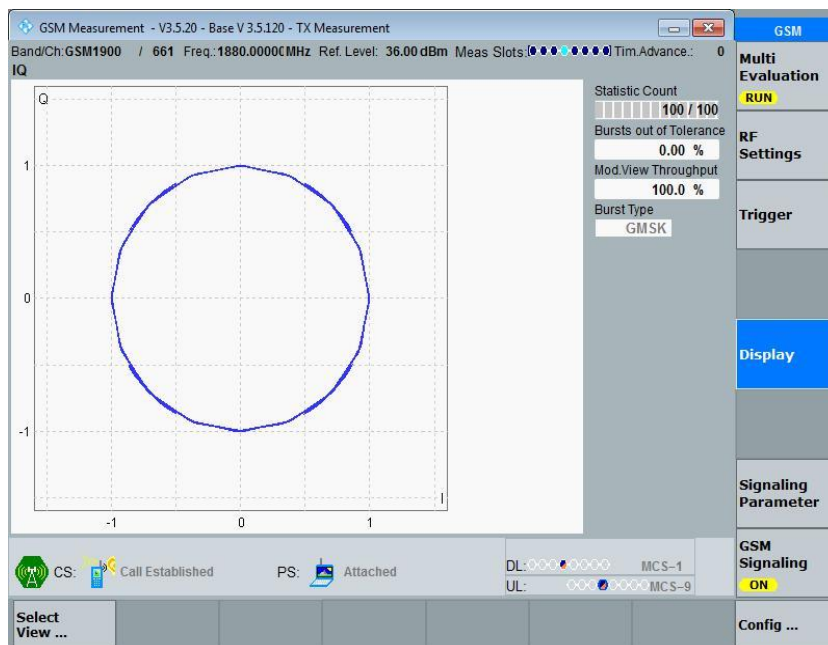 GSM Measurement - V3.5.20 - Base V 3.5.120 - TX Measurement
GSM
Band/Ch: GSM1900 / 661 Freq.: 1880.00000MHz Ref. Level: 36.00 dBm Meas Slots: Tim.Advance.: 0
IQ
Multi
Evaluation
RUN
RF
Settings
Trigger
Display
Signaling
Parameter
GSM
Signaling
ON
Config ...
Statistic Count
100 / 100
Bursts out of Tolerance
0.00 %
Mod.View Throughput
100.0 %
Burst Type
GMSK
Q
1
0
-1
I
-1 0 1
CS: Call Established PS: Attached
DL: MCS-1
UL: MCS-9
Select
View ...